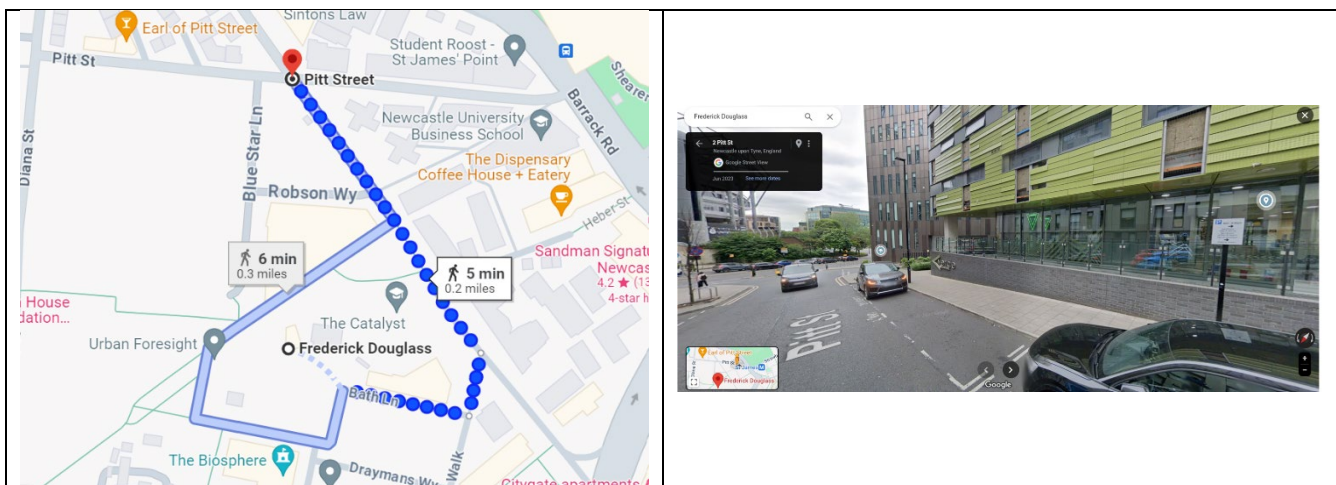 Sintons Law
Earl of Pitt Street
Student Roost -
St James' Point
Pitt St
Pitt Street
Barrack Rd
Shearer
Diana St
Blue Star Ln
Newcastle University
Business School
The Dispensary
Coffee House + Eatery
Robson Wy
Heber St
6 min
0.3 miles
5 min
0.2 miles
Sandman Signatu
Newcas
4.2 ★ (13
4-star h
House
dation...
The Catalyst
Urban Foresight
Frederick Douglass
Bath Ln
The Biosphere
Draymans Wy
Walk
Citygate apartments
Frederick Douglass
2 Pitt St
Newcastle upon Tyne, England
Google Street View
Jun 2023 See more dates
Pitt St
Earl of Pitt Street
St James
Frederick Douglass
Google